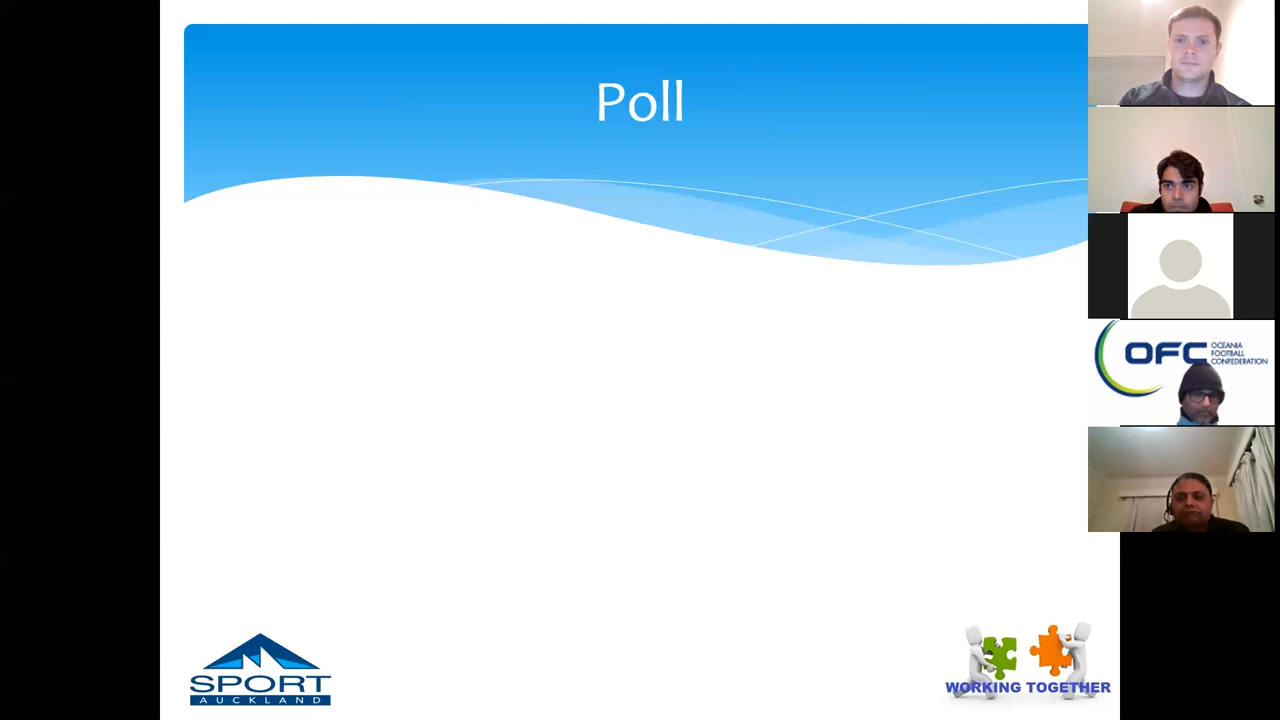 Poll
OFC
OCEANIA
FOOTBALL
CONFEDERATION
SPORT
AUCKLAND
WORKING TOGETHER